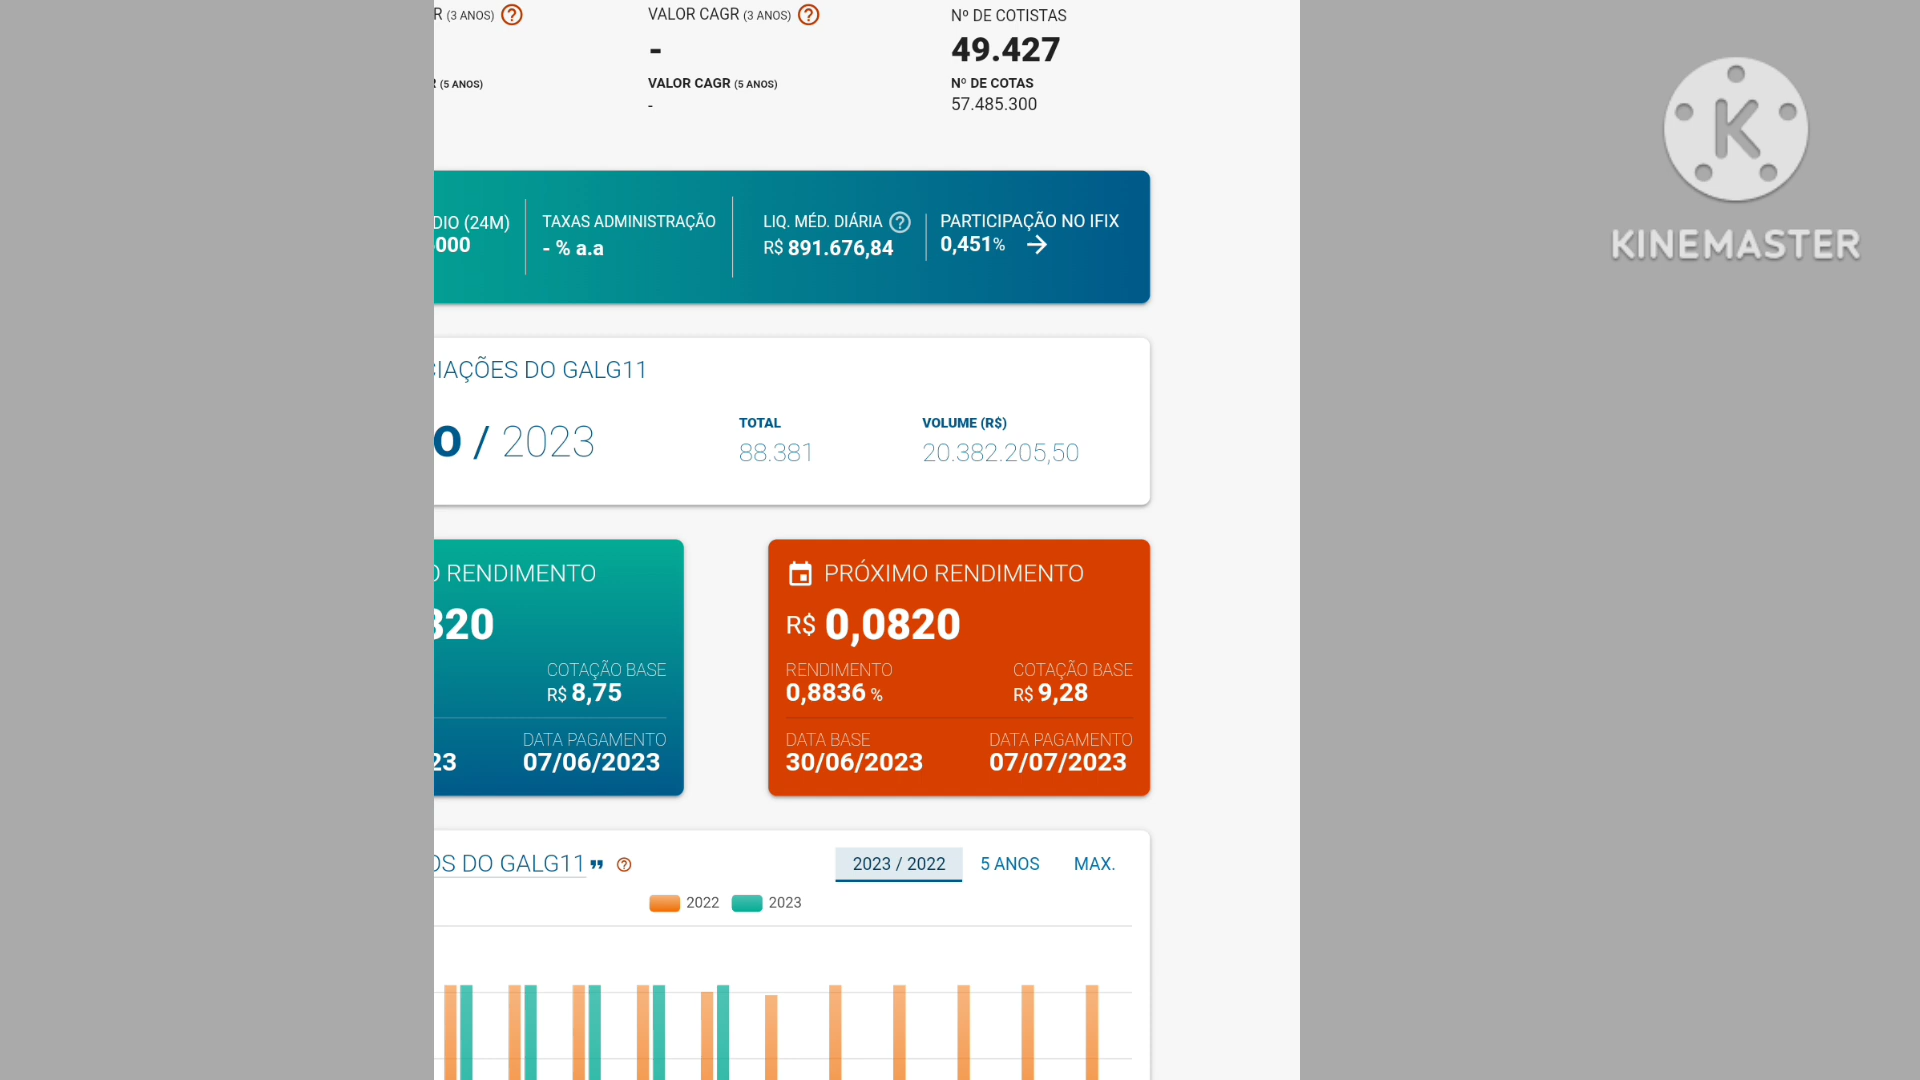 R (3 ANOS)
VALOR CAGR (3 ANOS)
Nº DE COTISTAS
-
49.427
(5 ANOS)
VALOR CAGR (5 ANOS)
Nº DE COTAS
-
57.485.300
K
KINEMASTER
DIO (24M)
TAXAS ADMINISTRAÇÃO
LIQ. MÉD. DIÁRIA ?
PARTICIPAÇÃO NO IFIX
000
- % a.a
R$ 891.676,84
0,451% →
IAÇÕES DO GALG11
TOTAL
VOLUME (R$)
o / 2023
88.381
20.382.205,50
RENDIMENTO
PRÓXIMO RENDIMENTO
820
R$ 0,0820
COTAÇÃO BASE
RENDIMENTO
COTAÇÃO BASE
R$ 8,75
0,8836 %
R$ 9,28
DATA PAGAMENTO
DATA BASE
DATA PAGAMENTO
23
07/06/2023
30/06/2023
07/07/2023
OS DO GALG11 ” ?
2023 / 2022
5 ANOS
MAX.
2022
2023